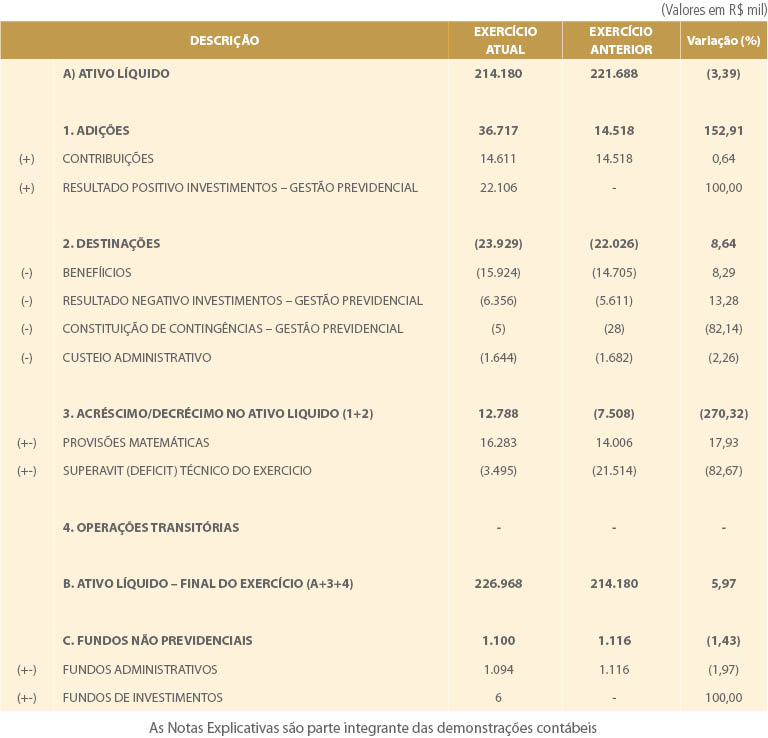 (Valores em R$ mil)
DESCRIÇÃO EXERCÍCIO ATUAL EXERCÍCIO ANTERIOR Variação (%)
A) ATIVO LÍQUIDO 214.180 221.688 (3,39)
1. ADIÇÕES 36.717 14.518 152,91
(+) CONTRIBUIÇÕES 14.611 14.518 0,64
(+) RESULTADO POSITIVO INVESTIMENTOS – GESTÃO PREVIDENCIAL 22.106 - 100,00
2. DESTINAÇÕES (23.929) (22.026) 8,64
(-) BENEFÍICIOS (15.924) (14.705) 8,29
(-) RESULTADO NEGATIVO INVESTIMENTOS – GESTÃO PREVIDENCIAL (6.356) (5.611) 13,28
(-) CONSTITUIÇÃO DE CONTINGÊNCIAS – GESTÃO PREVIDENCIAL (5) (28) (82,14)
(-) CUSTEIO ADMINISTRATIVO (1.644) (1.682) (2,26)
3. ACRÉSCIMO/DECRÉCIMO NO ATIVO LIQUIDO (1+2) 12.788 (7.508) (270,32)
(+-) PROVISÕES MATEMÁTICAS 16.283 14.006 17,93
(+-) SUPERAVIT (DEFICIT) TÉCNICO DO EXERCICIO (3.495) (21.514) (82,67)
4. OPERAÇÕES TRANSITÓRIAS - - -
B. ATIVO LÍQUIDO – FINAL DO EXERCÍCIO (A+3+4) 226.968 214.180 5,97
C. FUNDOS NÃO PREVIDENCIAIS 1.100 1.116 (1,43)
(+-) FUNDOS ADMINISTRATIVOS 1.094 1.116 (1,97)
(+-) FUNDOS DE INVESTIMENTOS 6 - 100,00
As Notas Explicativas são parte integrante das demonstrações contábeis